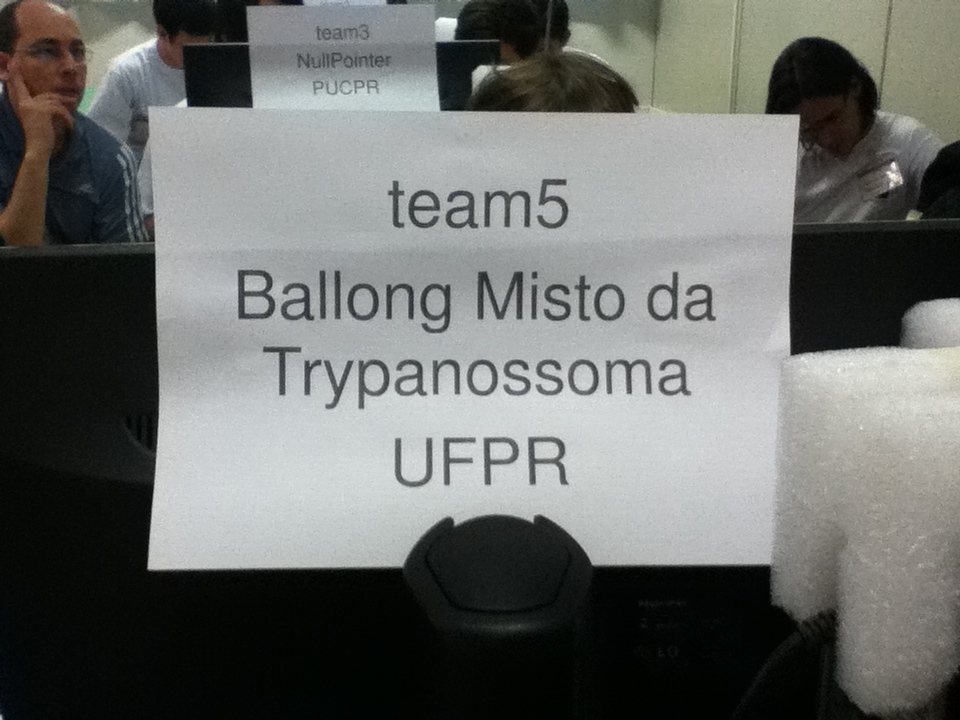 team3
NullPointer
PUCPR
team5
Ballong Misto da
Trypanossoma
UFPR